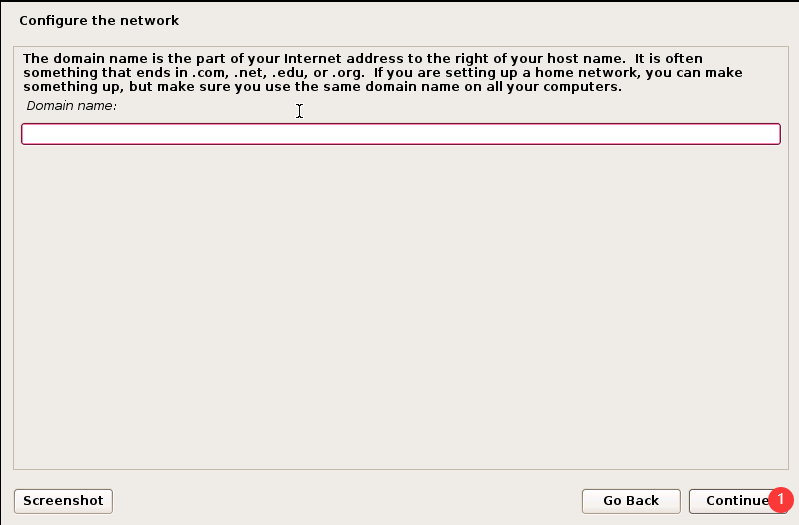 Configure the network
The domain name is the part of your Internet address to the right of your host name.  It is often
something that ends in .com, .net, .edu, or .org.  If you are setting up a home network, you can make
something up, but make sure you use the same domain name on all your computers.
Domain name:
Screenshot
Go Back
Continue
1